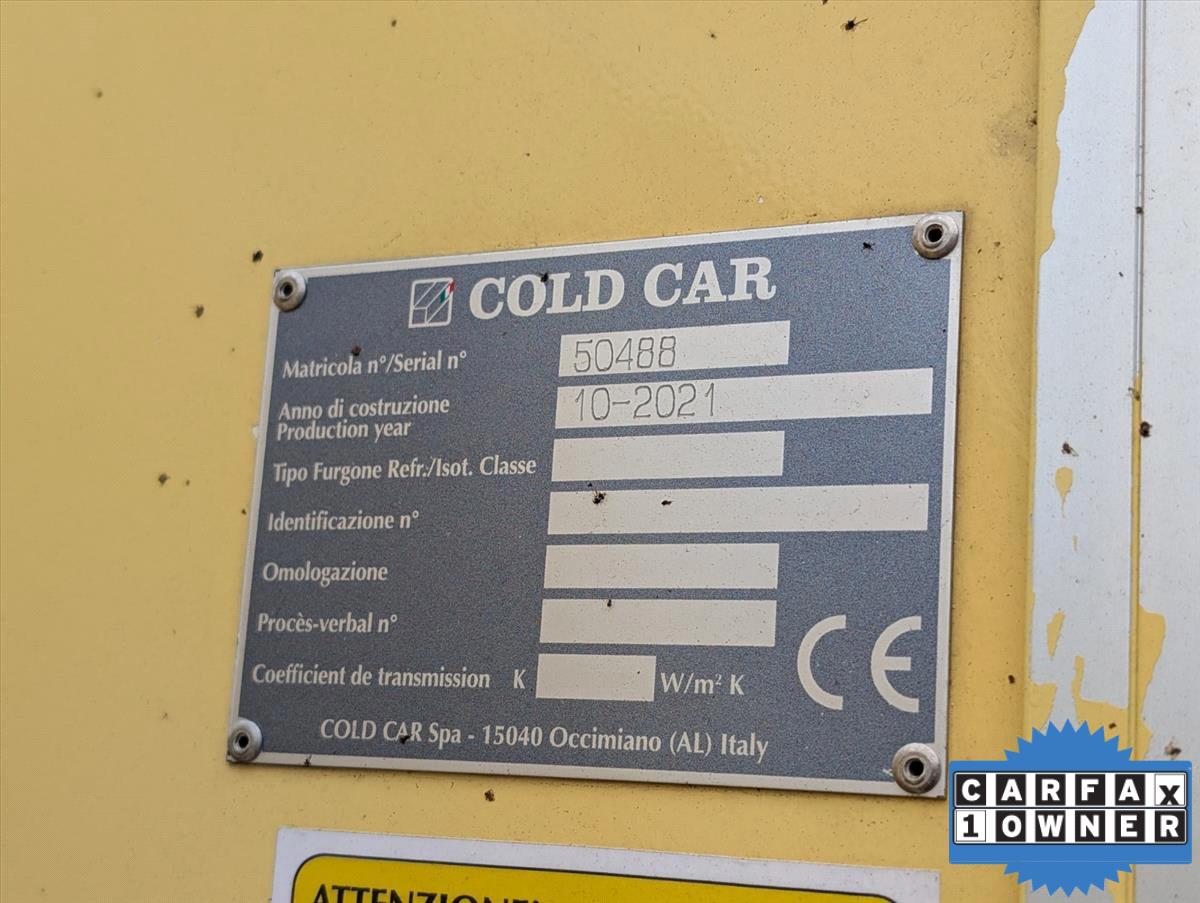 COLD CAR
Matricola n°/Serial n° 50488
Anno di costruzione
Production year 10-2021
Tipo Furgone Refr./Isot. Classe
Identificazione n°
Omologazione
Procès-verbal n°
Coefficient de transmission K W/m² K
CE
COLD CAR Spa - 15040 Occimiano (AL) Italy
ATTENZIONE!
CARFAX
1 OWNER